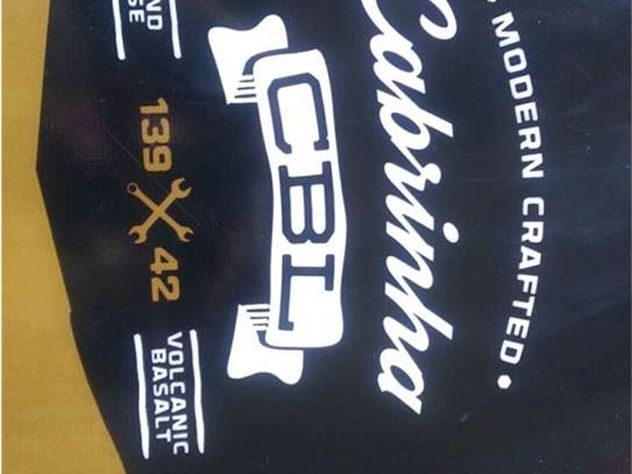 MODERN CRAFTED
Cabrinha
CBL
139 42
VOLCANIC
BASALT